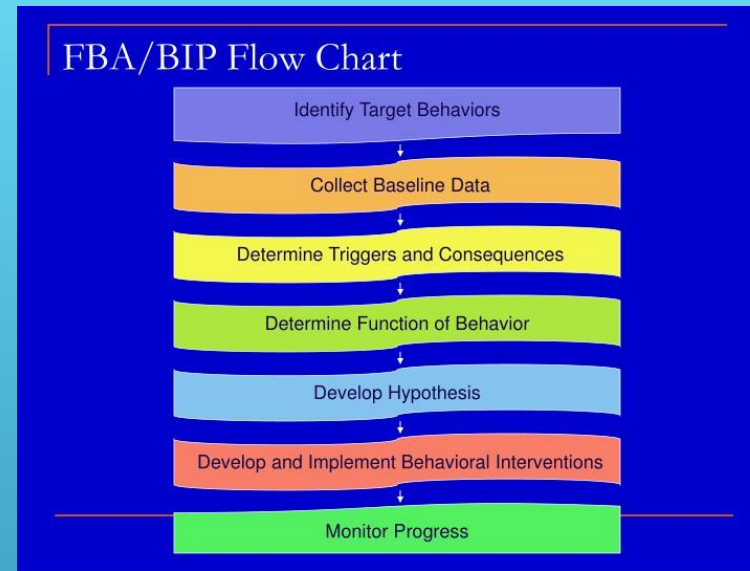 FBA/BIP Flow Chart
Identify Target Behaviors
Collect Baseline Data
Determine Triggers and Consequences
Determine Function of Behavior
Develop Hypothesis
Develop and Implement Behavioral Interventions
Monitor Progress